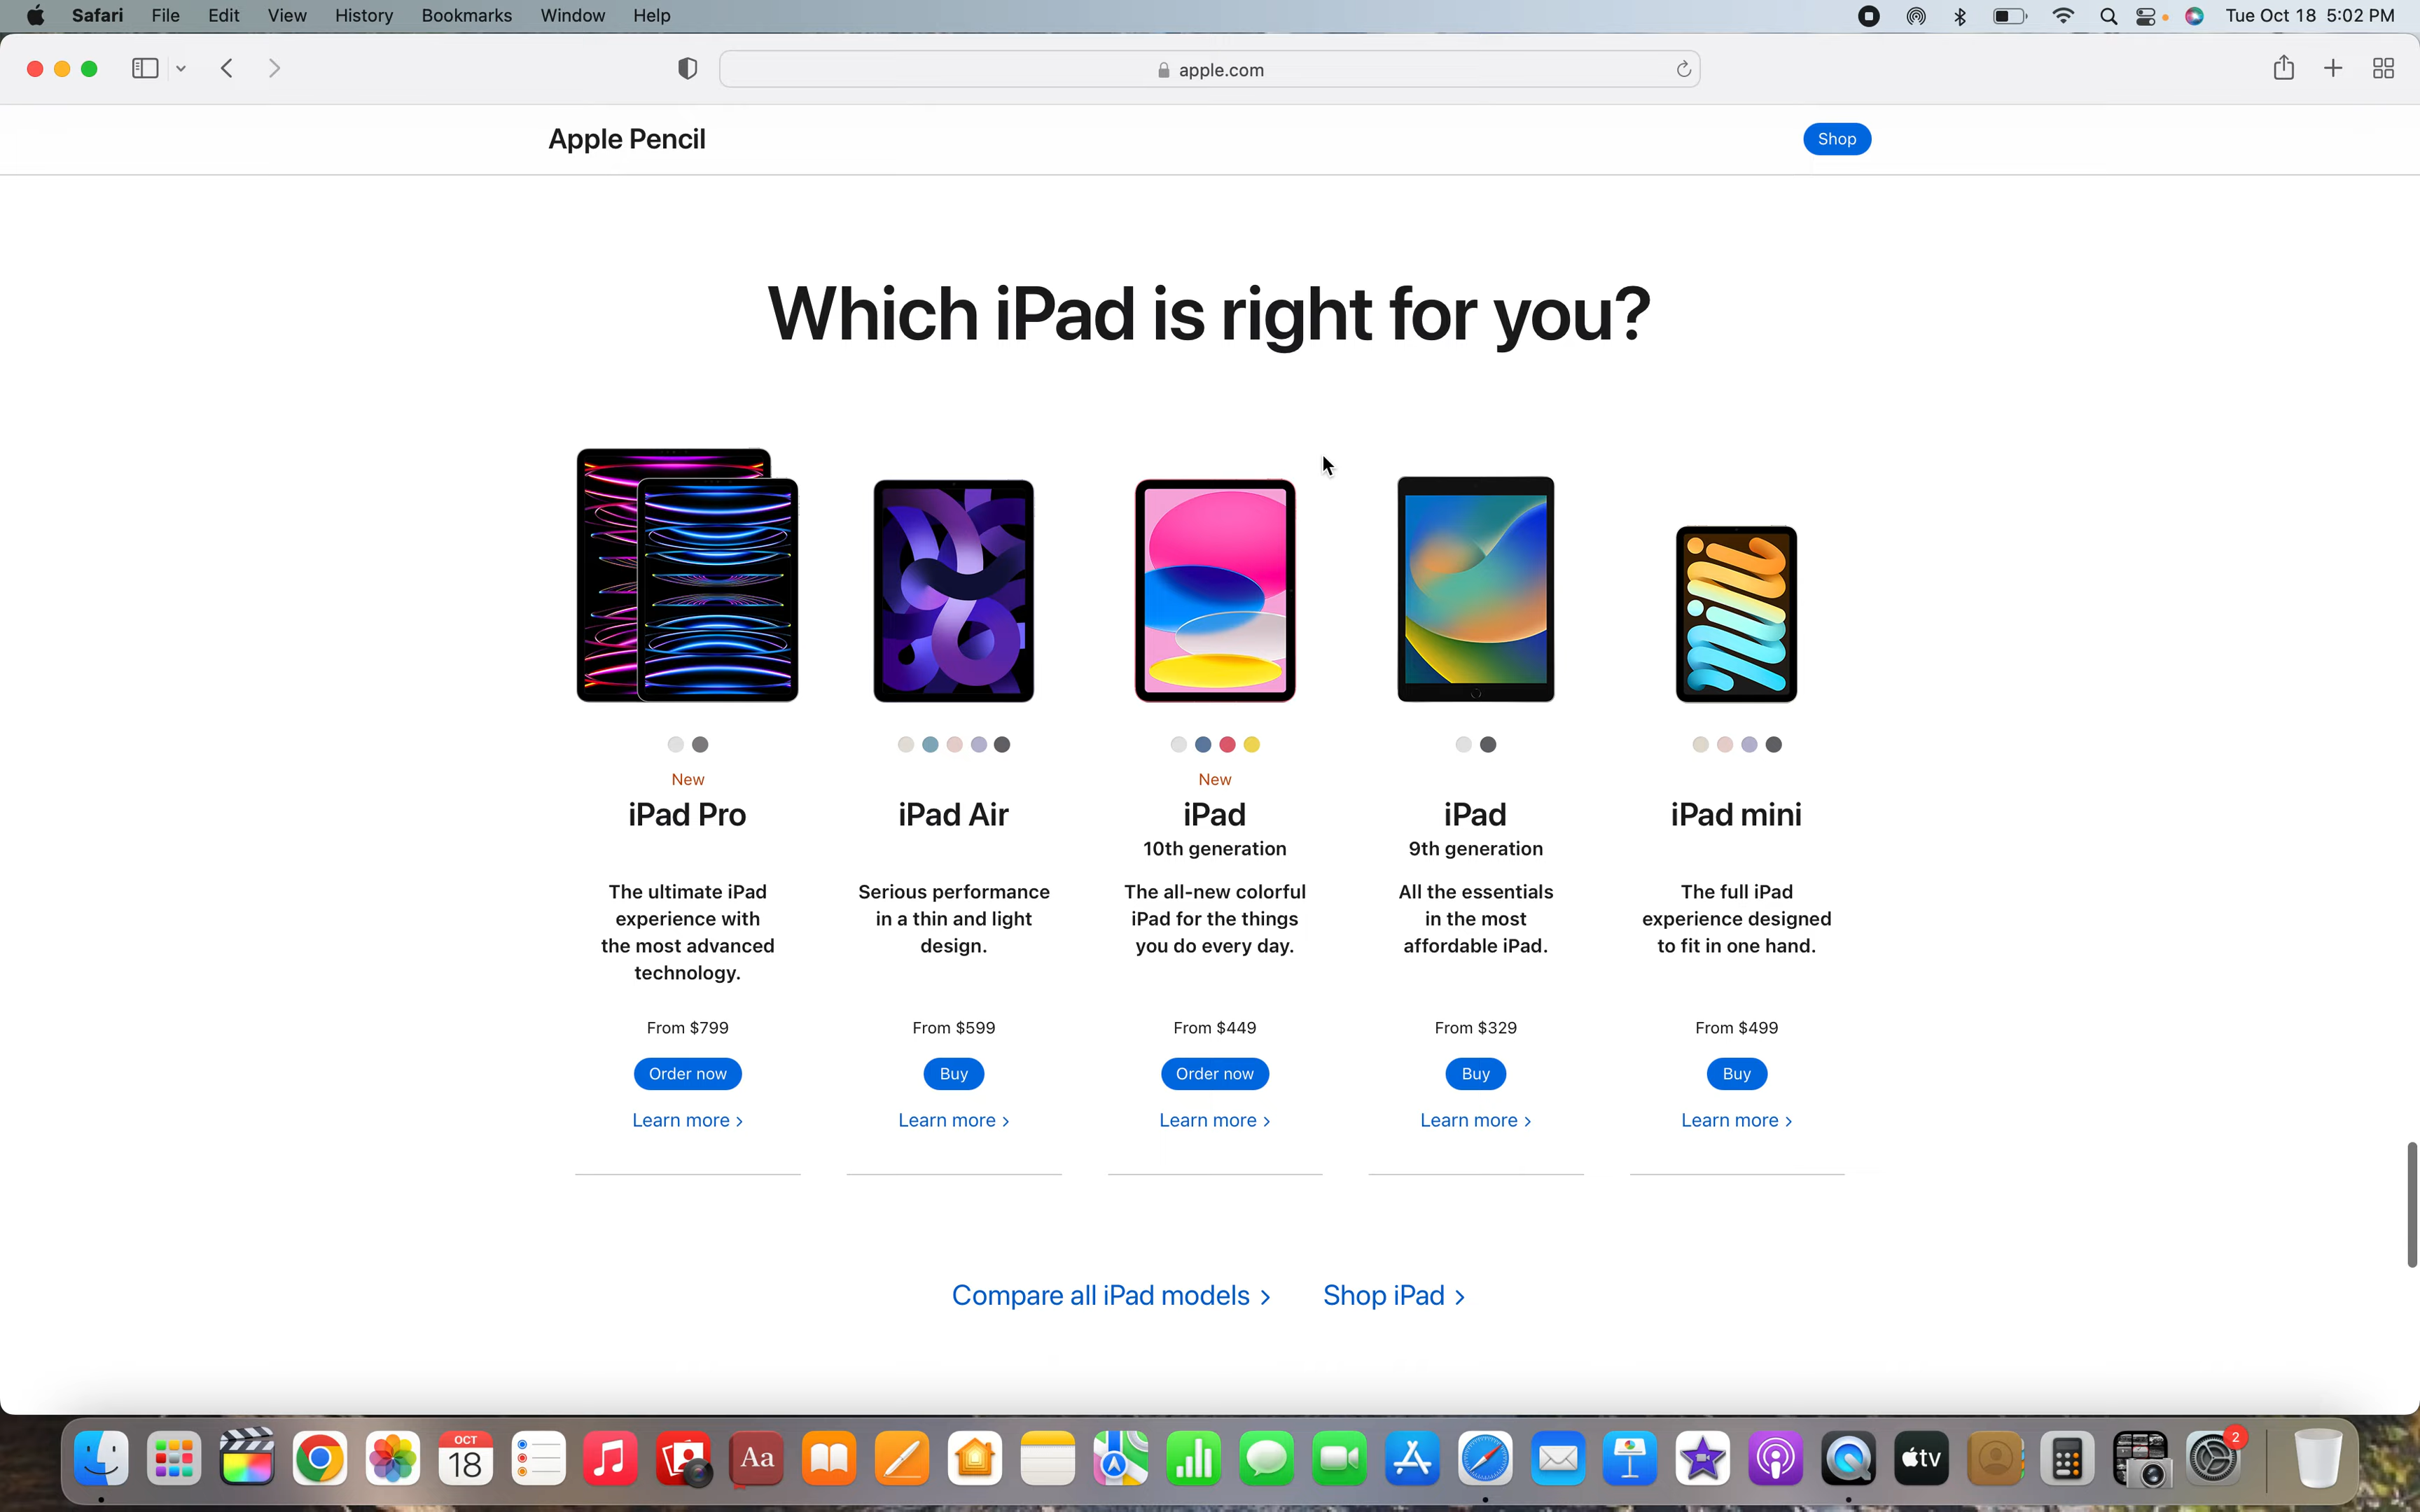 Safari File Edit View History Bookmarks Window Help Tue Oct 18 5:02 PM
apple.com
Apple Pencil Shop
Which iPad is right for you?
New New
iPad Pro iPad Air iPad iPad iPad mini
10th generation 9th generation
The ultimate iPad Serious performance The all-new colorful All the essentials The full iPad
experience with in a thin and light iPad for the things in the most experience designed
the most advanced design. you do every day. affordable iPad. to fit in one hand.
technology.
From $799 From $599 From $449 From $329 From $499
Order now Buy Order now Buy Buy
Learn more > Learn more > Learn more > Learn more > Learn more >
Compare all iPad models > Shop iPad >
OCT
18 Aa tv 2